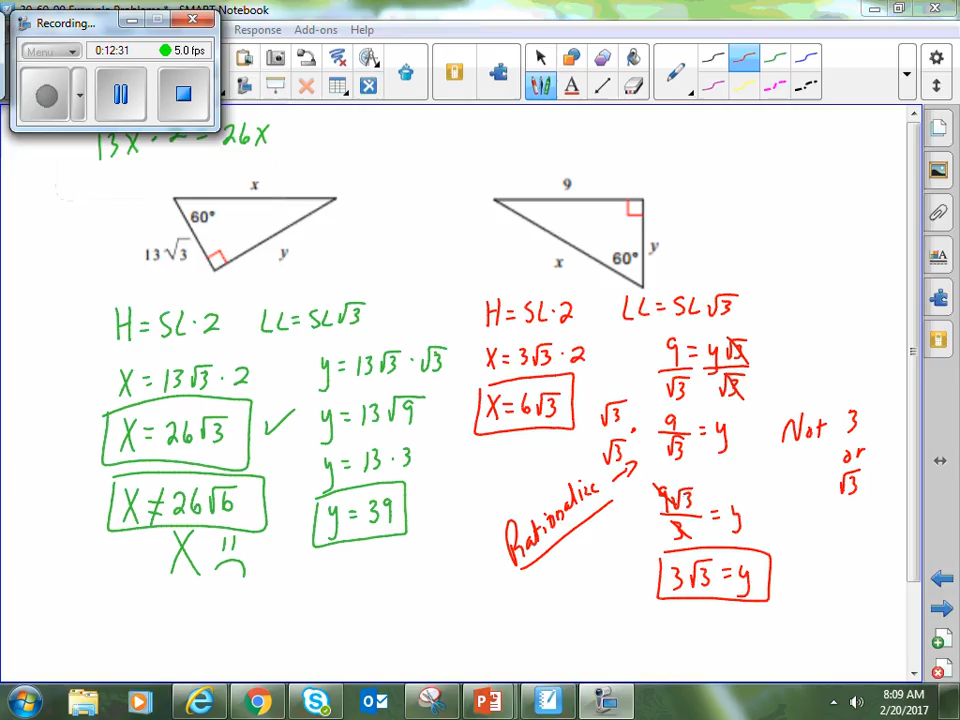 SMART Notebook
Recording...
Response Add-ons Help
Menu 0:12:31 5.0 fps
13x · 2 = 26x
x
60°
13√3
y
9
60°
y
x
H = SL · 2
LL = SL√3
x = 13√3 · 2
y = 13√3 · √3
x = 26√3
y = 13√9
y = 13 · 3
x ≠ 26√6
y = 39
X
H = SL · 2
LL = SL√3
x = 3√3 · 2
9/√3 = y√3/√3
x = 6√3
√3/√3 · 9/√3 = y
Not 3
or
√3
Rationalize
9√3/3 = y
3√3 = y
8:09 AM
2/20/2017